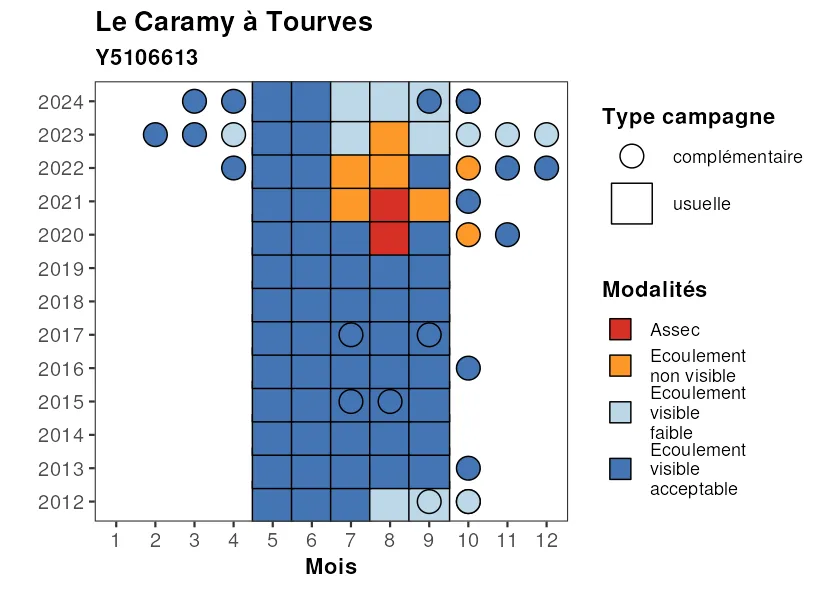 Le Caramy à Tourves
Y5106613
2024
2023
2022
2021
2020
2019
2018
2017
2016
2015
2014
2013
2012
1 2 3 4 5 6 7 8 9 10 11 12
Mois
Type campagne
complémentaire
usuelle
Modalités
Assec
Ecoulement
non visible
Ecoulement
visible
faible
Ecoulement
visible
acceptable